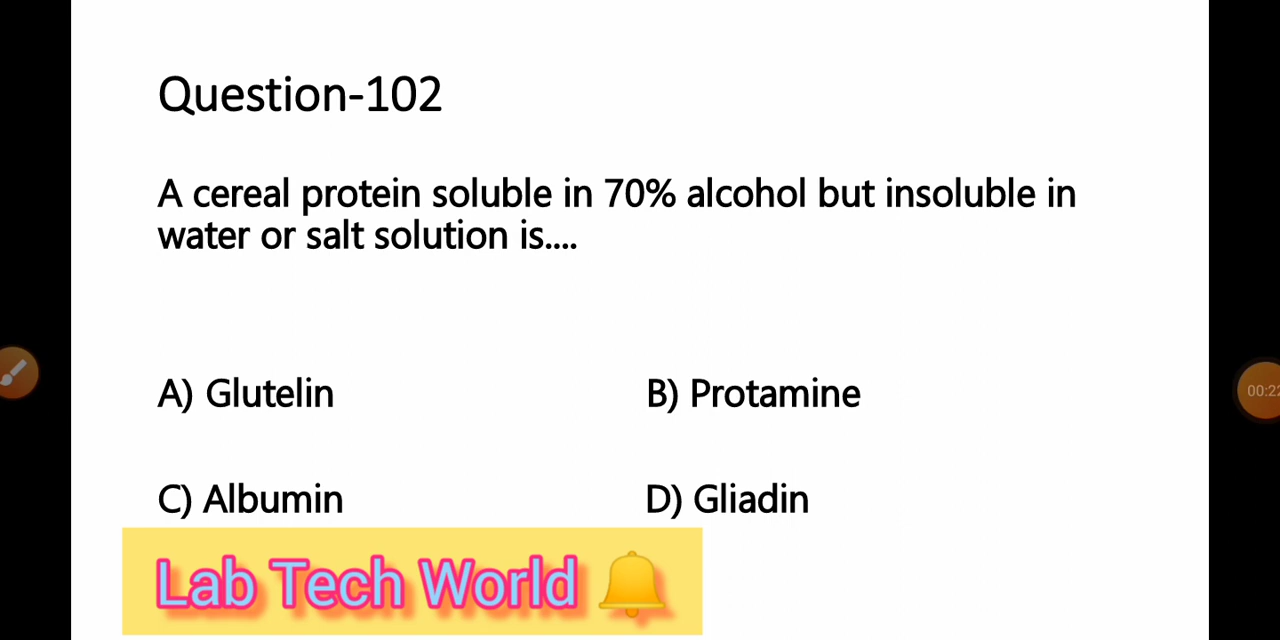 Question-102
A cereal protein soluble in 70% alcohol but insoluble in
water or salt solution is....
A) Glutelin
B) Protamine
C) Albumin
D) Gliadin
Lab Tech World